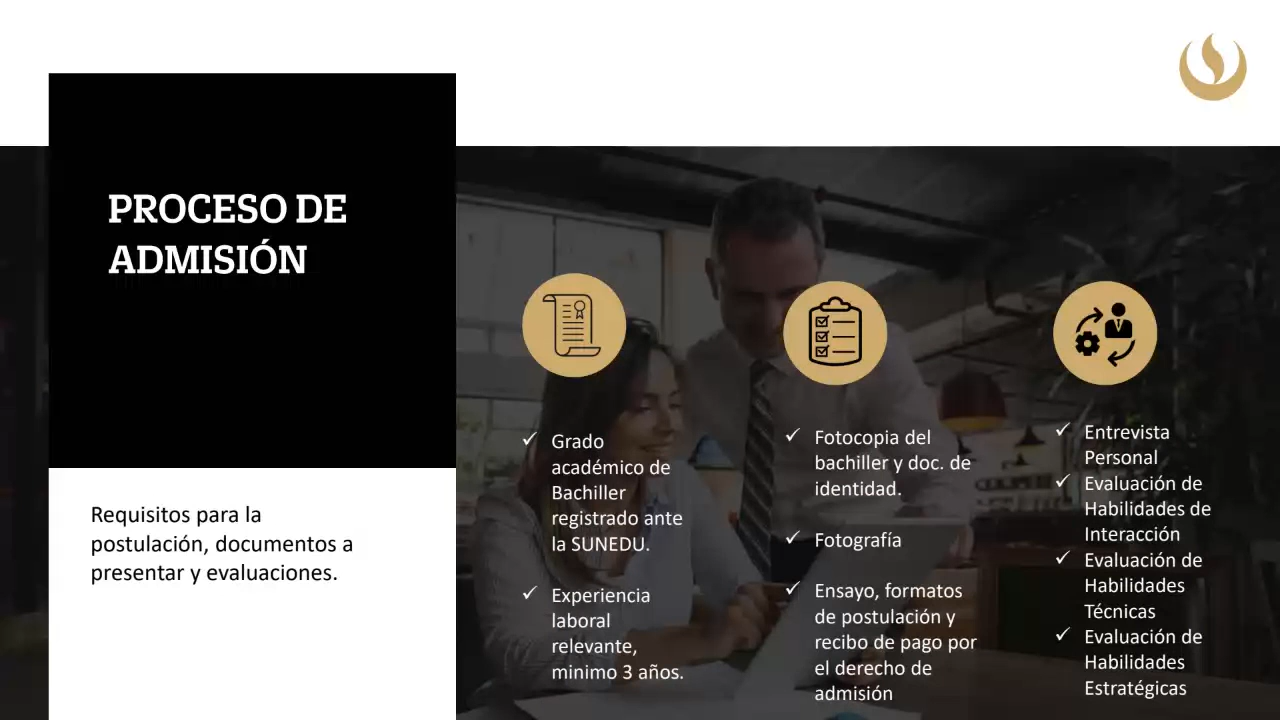 PROCESO DE
ADMISIÓN
Requisitos para la
postulación, documentos a
presentar y evaluaciones.
✓ Grado
académico de
Bachiller
registrado ante
la SUNEDU.
✓ Experiencia
laboral
relevante,
minimo 3 años.
✓ Fotocopia del
bachiller y doc. de
identidad.
✓ Fotografía
✓ Ensayo, formatos
de postulación y
recibo de pago por
el derecho de
admisión
✓ Entrevista
Personal
✓ Evaluación de
Habilidades de
Interacción
✓ Evaluación de
Habilidades
Técnicas
✓ Evaluación de
Habilidades
Estratégicas